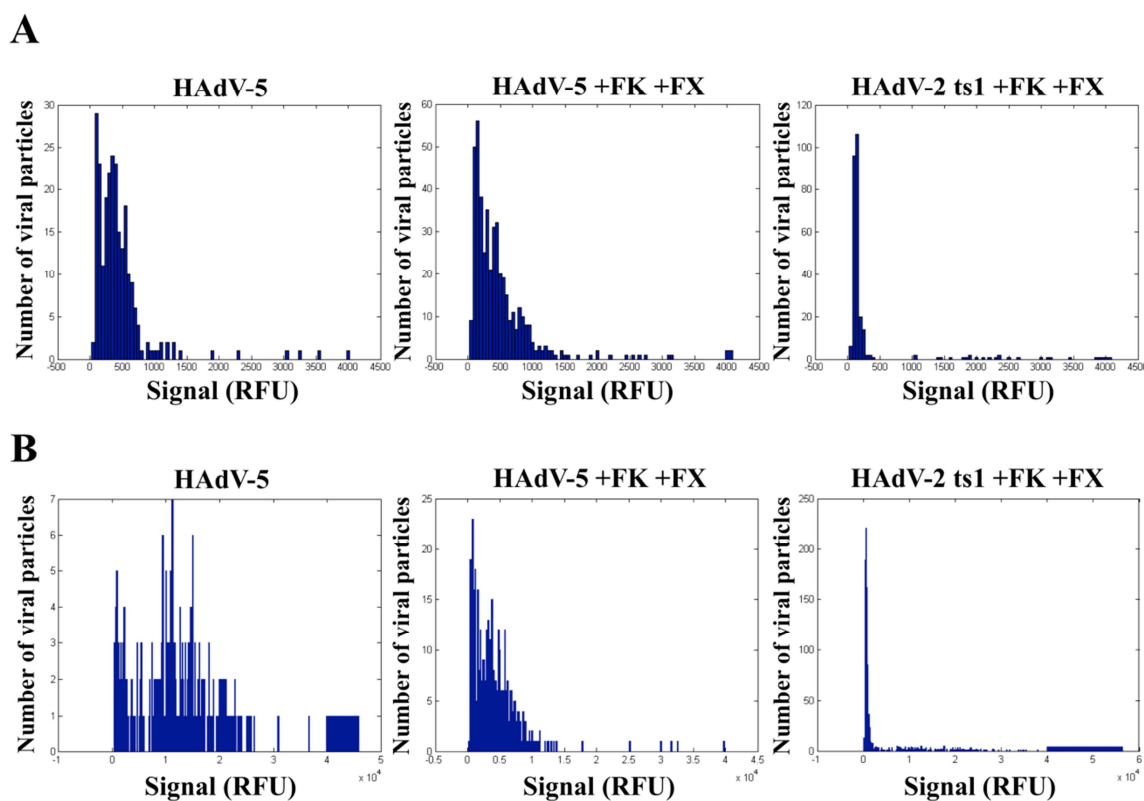 A
HAdV-5
HAdV-5 +FK +FX
HAdV-2 ts1 +FK +FX
Number of viral particles
30
25
20
15
10
5
0
-500 0 500 1000 1500 2000 2500 3000 3500 4000 4500
Signal (RFU)
Number of viral particles
60
50
40
30
20
10
0
-500 0 500 1000 1500 2000 2500 3000 3500 4000 4500
Signal (RFU)
Number of viral particles
120
100
80
60
40
20
0
-500 0 500 1000 1500 2000 2500 3000 3500 4000 4500
Signal (RFU)
B
HAdV-5
HAdV-5 +FK +FX
HAdV-2 ts1 +FK +FX
Number of viral particles
7
6
5
4
3
2
1
0
-1 0 1 2 3 4 5
x 10⁴
Signal (RFU)
Number of viral particles
25
20
15
10
5
0
-0.5 0 0.5 1 1.5 2 2.5 3 3.5 4 4.5
x 10⁴
Signal (RFU)
Number of viral particles
250
200
150
100
50
0
-1 0 1 2 3 4 5 6
x 10⁴
Signal (RFU)